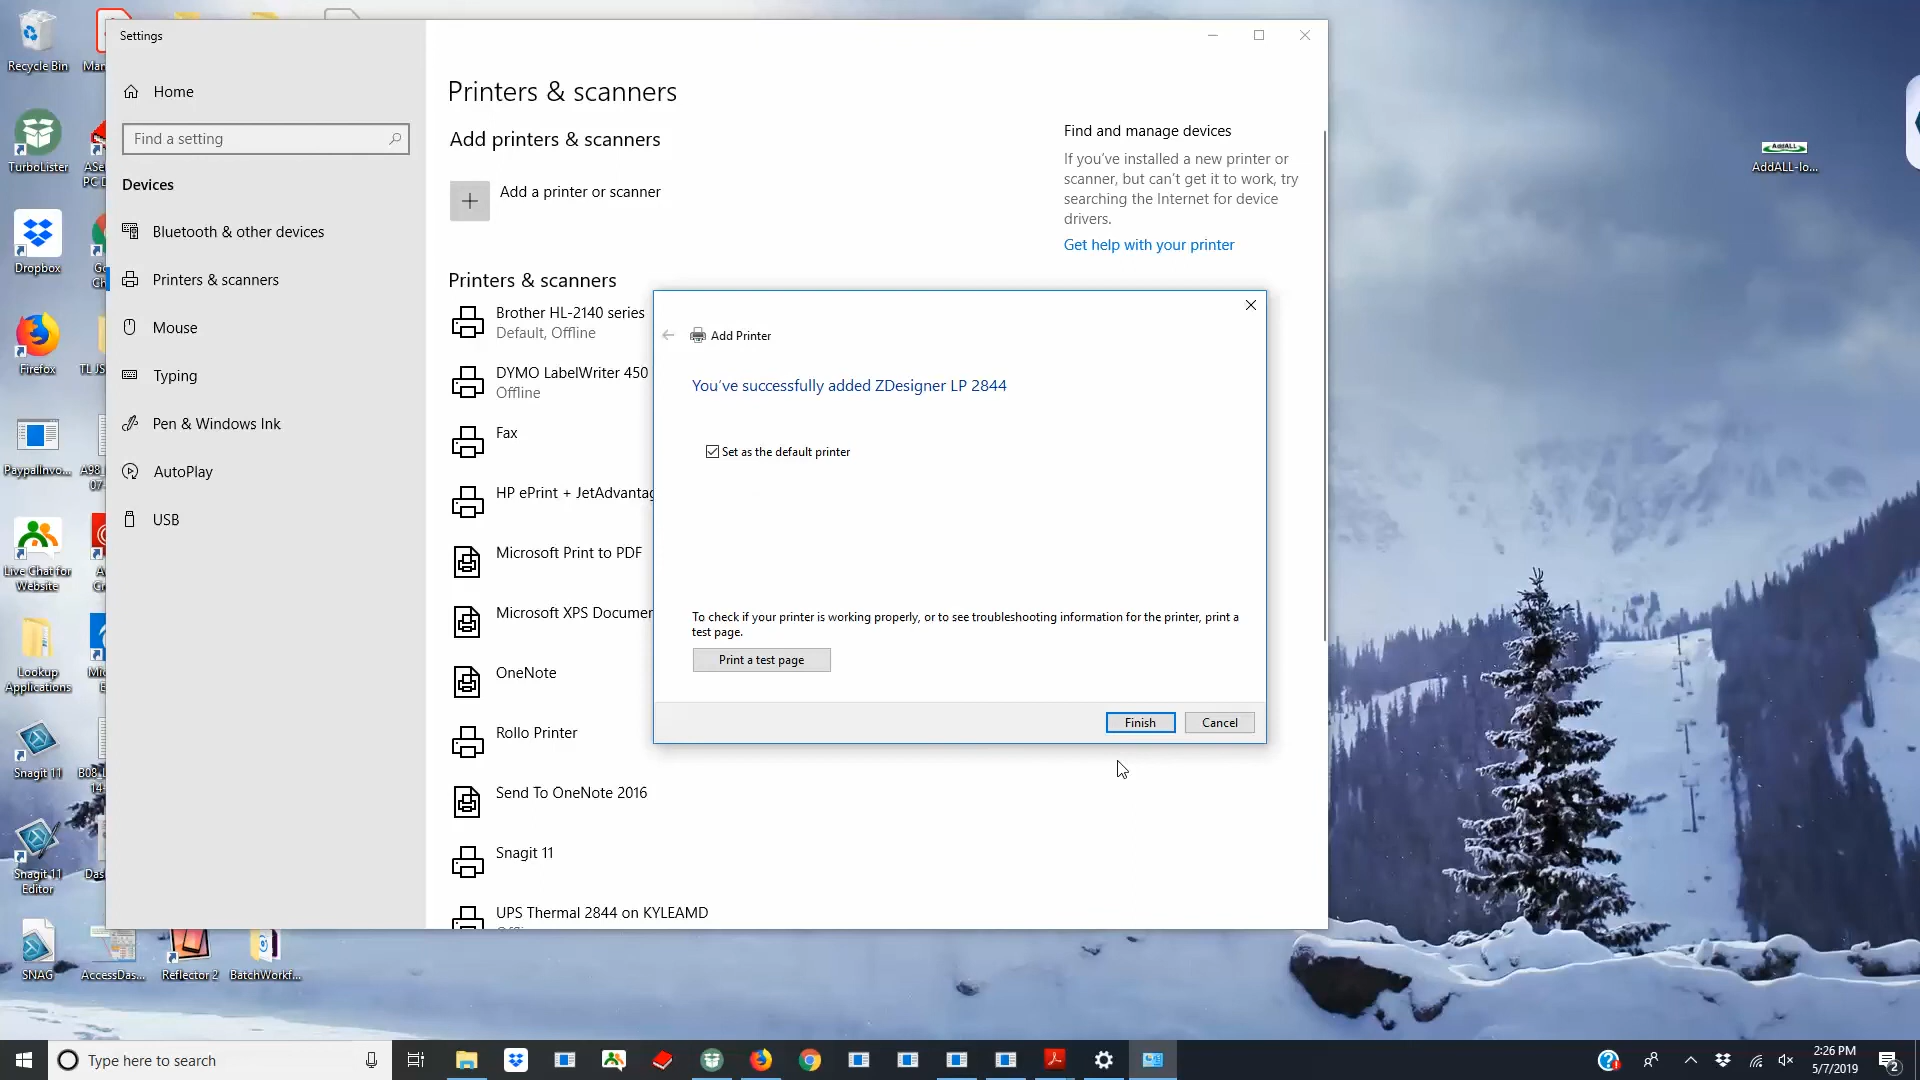 Settings
Home
Find a setting
Devices
Bluetooth & other devices
Printers & scanners
Mouse
Typing
Pen & Windows Ink
AutoPlay
USB
Printers & scanners
Add printers & scanners
Add a printer or scanner
Printers & scanners
Brother HL-2140 series
Default, Offline
DYMO LabelWriter 450
Offline
Fax
HP ePrint + JetAdvantag
Microsoft Print to PDF
Microsoft XPS Documen
OneNote
Rollo Printer
Send To OneNote 2016
Snagit 11
UPS Thermal 2844 on KYLEAMD
Find and manage devices
If you've installed a new printer or
scanner, but can't get it to work, try
searching the Internet for device
drivers.
Get help with your printer
Add Printer
You've successfully added ZDesigner LP 2844
Set as the default printer
To check if your printer is working properly, or to see troubleshooting information for the printer, print a
test page.
Print a test page
Finish
Cancel
Recycle Bin
TurboLister
Dropbox
Firefox
PaypalInvo...
Live Chat for
Website
Lookup
Applications
Snagit 11
Snagit 11
Editor
SNAG
AccessDas...
Reflector 2
BatchWorkf...
AddALL
AddALL-lo...
Type here to search
2:26 PM
5/7/2019
2